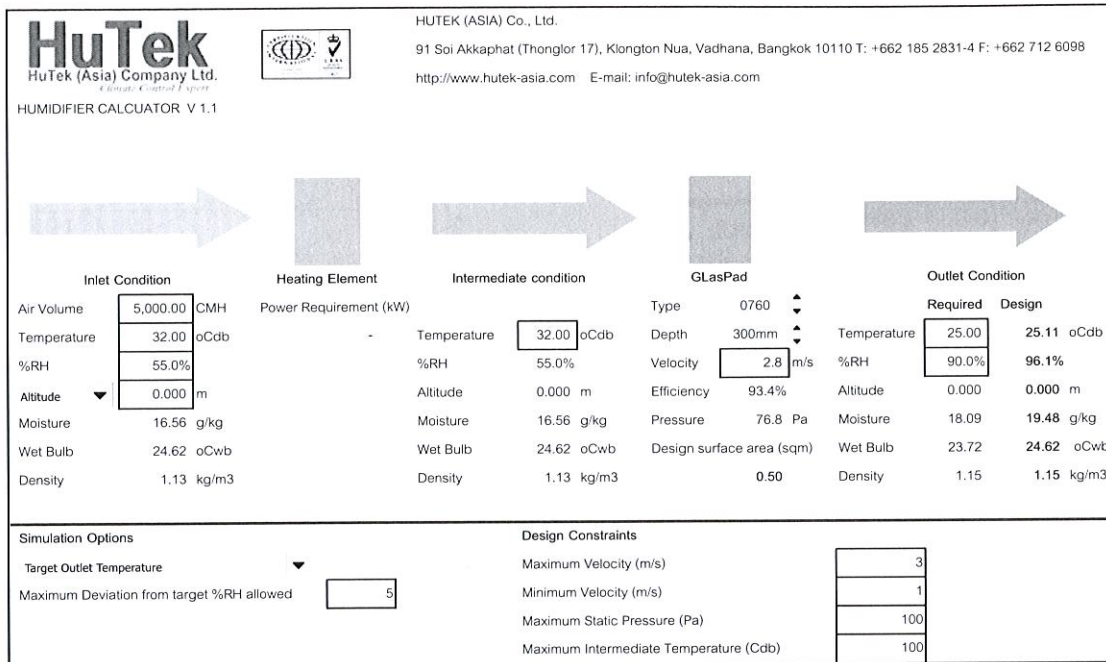 HUTEK (ASIA) Co., Ltd.
HuTek
91 Soi Akkaphat (Thonglor 17), Klongton Nua, Vadhana, Bangkok 10110 T: +662 185 2831-4 F: +662 712 6098
HuTek (Asia) Company Ltd.
Climate Control Expert
http://www.hutek-asia.com E-mail: info@hutek-asia.com
HUMIDIFIER CALCUATOR V 1.1
Inlet Condition
Air Volume 5,000.00 CMH
Temperature 32.00 oCdb
%RH 55.0%
Altitude 0.000 m
Moisture 16.56 g/kg
Wet Bulb 24.62 oCwb
Density 1.13 kg/m3
Heating Element
Power Requirement (kW)
-
Intermediate condition
Temperature 32.00 oCdb
%RH 55.0%
Altitude 0.000 m
Moisture 16.56 g/kg
Wet Bulb 24.62 oCwb
Density 1.13 kg/m3
GLasPad
Type 0760
Depth 300mm
Velocity 2.8 m/s
Efficiency 93.4%
Pressure 76.8 Pa
Design surface area (sqm)
0.50
Outlet Condition
Required Design
Temperature 25.00 25.11 oCdb
%RH 90.0% 96.1%
Altitude 0.000 0.000 m
Moisture 18.09 19.48 g/kg
Wet Bulb 23.72 24.62 oCwb
Density 1.15 1.15 kg/m3
Simulation Options
Target Outlet Temperature
Maximum Deviation from target %RH allowed 5
Design Constraints
Maximum Velocity (m/s) 3
Minimum Velocity (m/s) 1
Maximum Static Pressure (Pa) 100
Maximum Intermediate Temperature (Cdb) 100